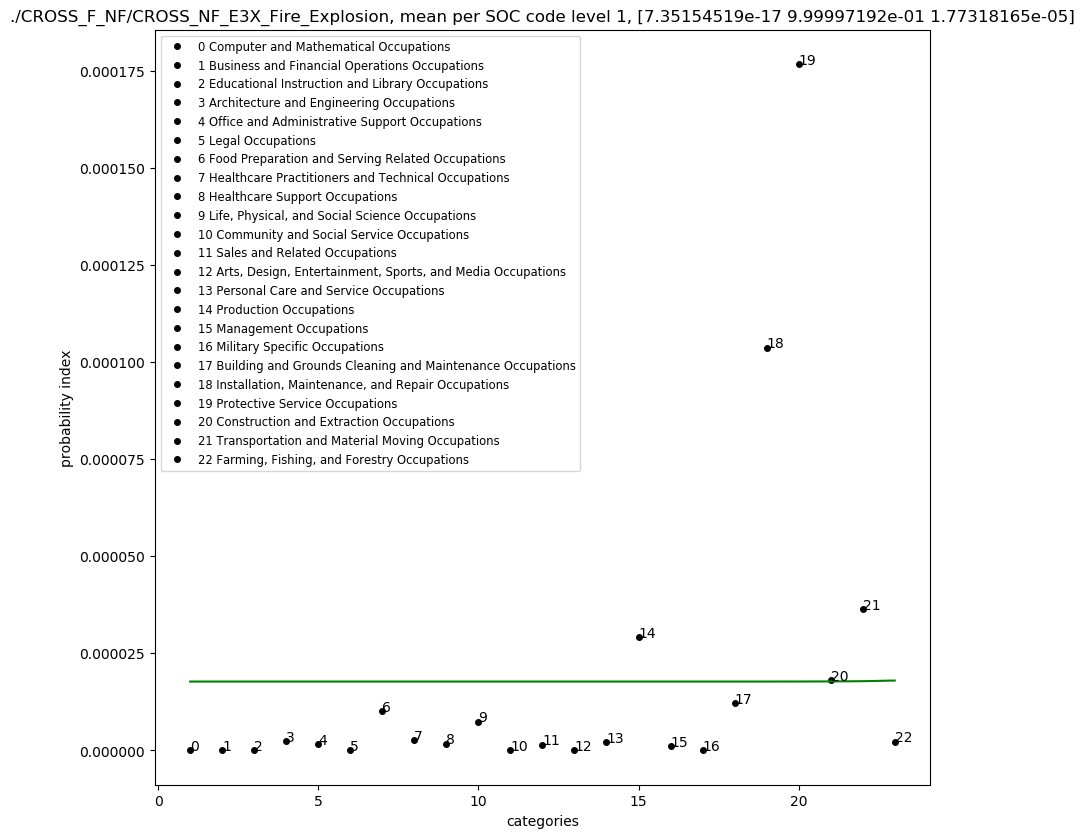 ./CROSS_F_NF/CROSS_NF_E3X_Fire_Explosion, mean per SOC code level 1, [7.35154519e-17 9.99997192e-01 1.77318165e-05]
0 Computer and Mathematical Occupations
1 Business and Financial Operations Occupations
2 Educational Instruction and Library Occupations
3 Architecture and Engineering Occupations
4 Office and Administrative Support Occupations
5 Legal Occupations
6 Food Preparation and Serving Related Occupations
7 Healthcare Practitioners and Technical Occupations
8 Healthcare Support Occupations
9 Life, Physical, and Social Science Occupations
10 Community and Social Service Occupations
11 Sales and Related Occupations
12 Arts, Design, Entertainment, Sports, and Media Occupations
13 Personal Care and Service Occupations
14 Production Occupations
15 Management Occupations
16 Military Specific Occupations
17 Building and Grounds Cleaning and Maintenance Occupations
18 Installation, Maintenance, and Repair Occupations
19 Protective Service Occupations
20 Construction and Extraction Occupations
21 Transportation and Material Moving Occupations
22 Farming, Fishing, and Forestry Occupations
probability index
0.000175
0.000150
0.000125
0.000100
0.000075
0.000050
0.000025
0.000000
0
1
2
3
4
5
6
7
8
9
10
11
12
13
14
15
16
17
18
19
20
21
22
0 5 10 15 20
categories